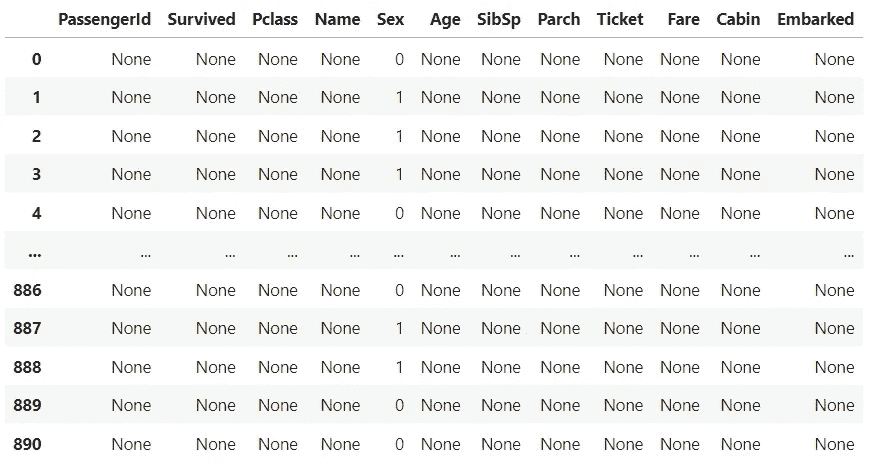 PassengerId Survived Pclass Name Sex Age SibSp Parch Ticket Fare Cabin Embarked
0 None None None None 0 None None None None None None None
1 None None None None 1 None None None None None None None
2 None None None None 1 None None None None None None None
3 None None None None 1 None None None None None None None
4 None None None None 0 None None None None None None None
... ... ... ... ... ... ... ... ... ... ... ... ...
886 None None None None 0 None None None None None None None
887 None None None None 1 None None None None None None None
888 None None None None 1 None None None None None None None
889 None None None None 0 None None None None None None None
890 None None None None 0 None None None None None None None